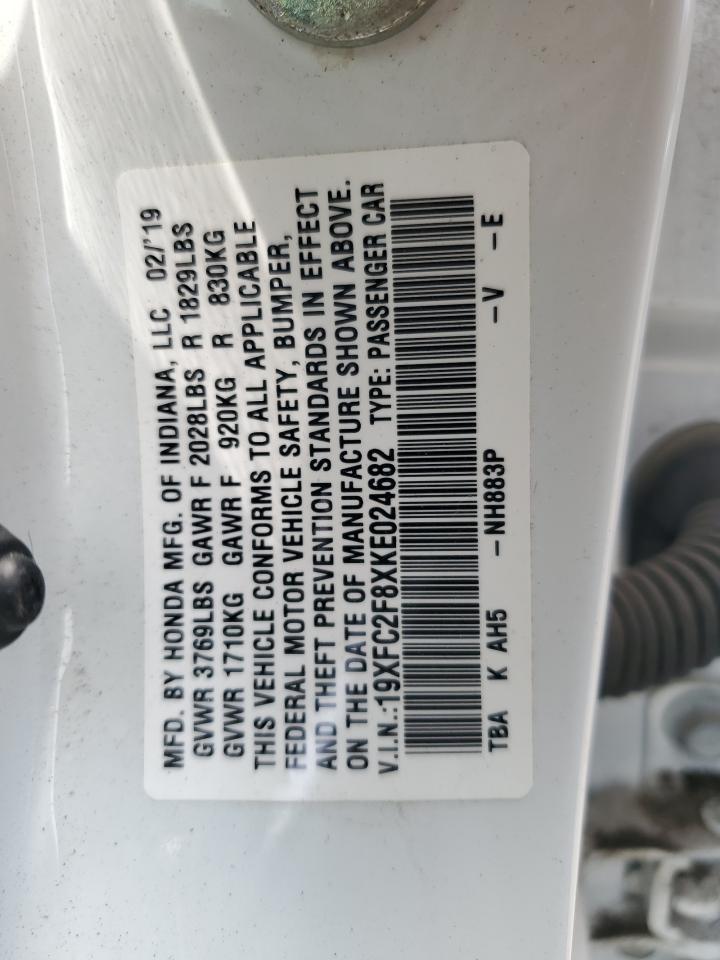 MFD. BY HONDA MFG. OF INDIANA, LLC 02/'19
GVWR 3769LBS GAWR F 2028LBS R 1829LBS
GVWR 1710KG GAWR F 920KG R 830KG
THIS VEHICLE CONFORMS TO ALL APPLICABLE
FEDERAL MOTOR VEHICLE SAFETY, BUMPER,
AND THEFT PREVENTION STANDARDS IN EFFECT
ON THE DATE OF MANUFACTURE SHOWN ABOVE.
V.I.N.:19XFC2F8XKE024682 TYPE: PASSENGER CAR
TBA K AH5 -NH883P -V -E